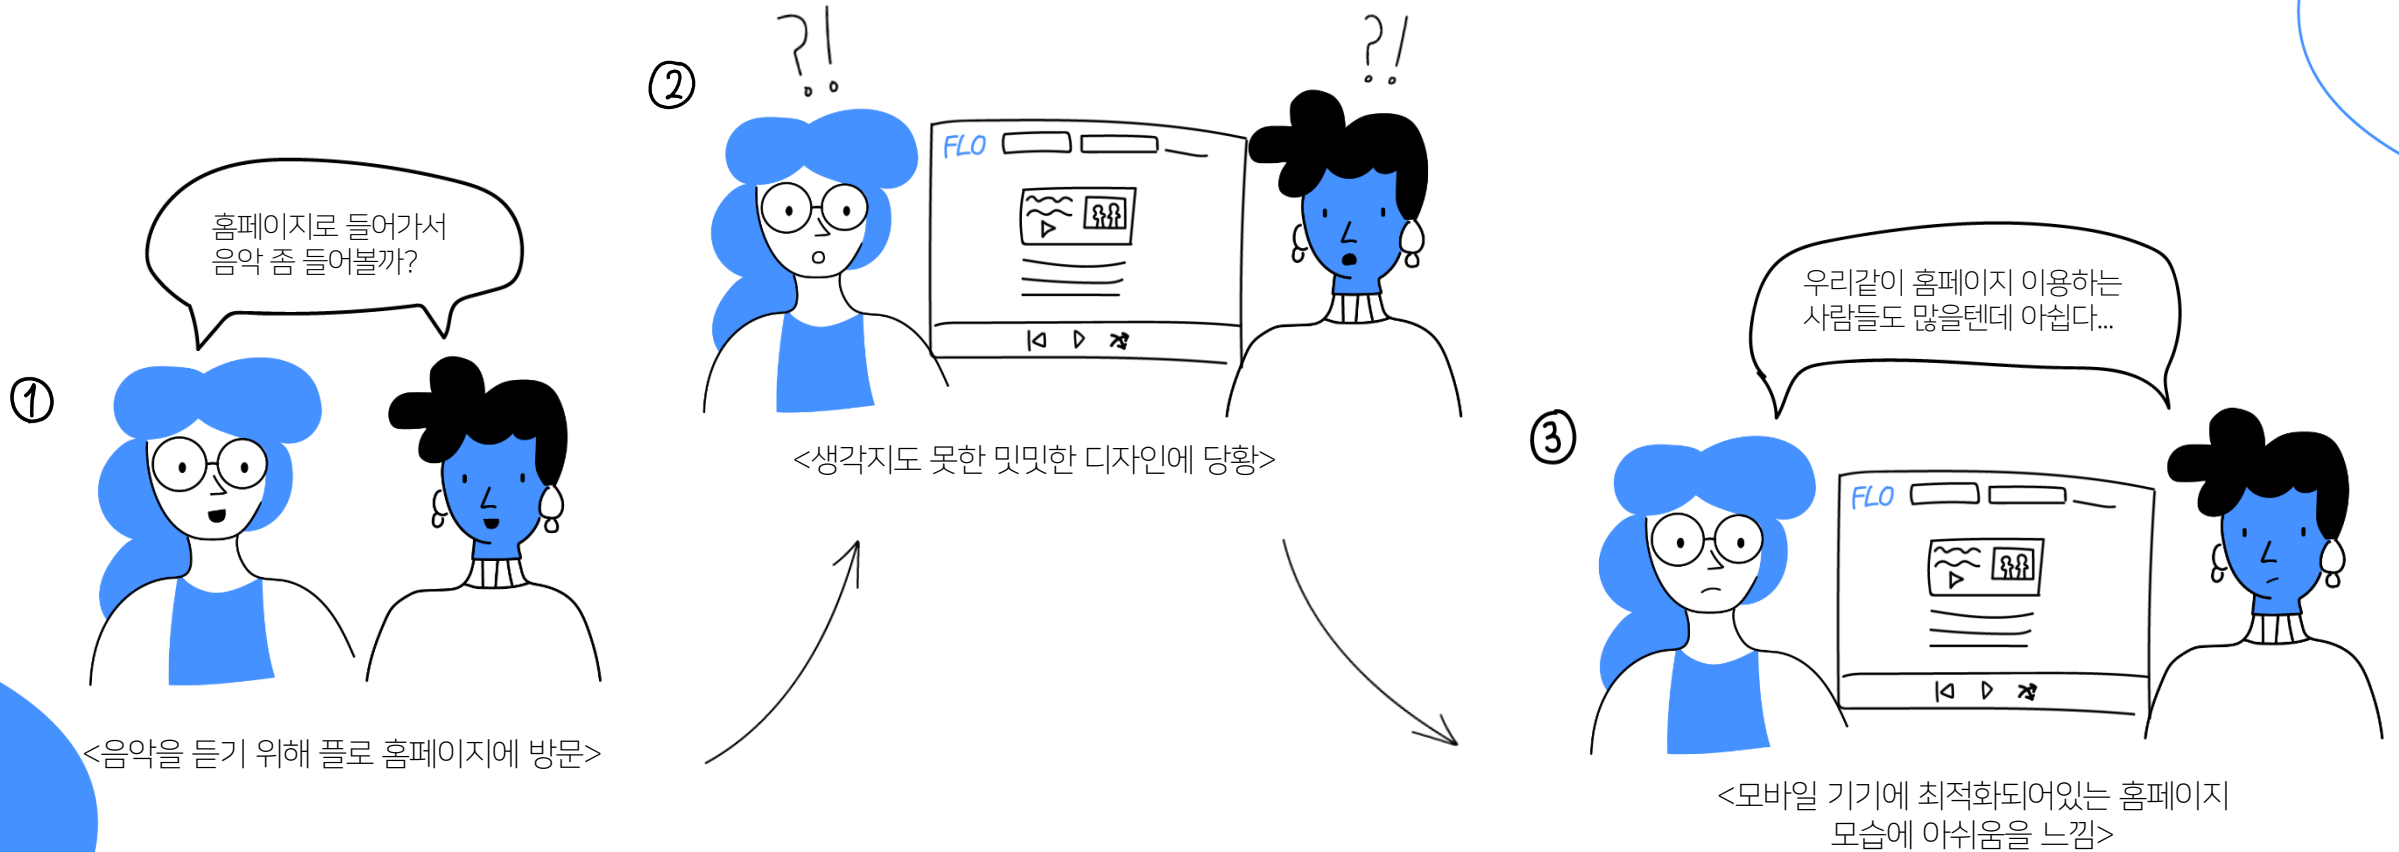 ①
홈페이지로 들어가서
음악 좀 들어볼까?
<음악을 듣기 위해 플로 홈페이지에 방문>
②
?!
?!
FLO
<생각지도 못한 밋밋한 디자인에 당황>
③
우리같이 홈페이지 이용하는
사람들도 많을텐데 아쉽다...
FLO
<모바일 기기에 최적화되어있는 홈페이지
모습에 아쉬움을 느낌>